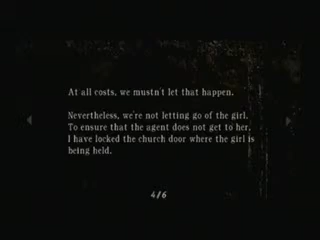 At all costs, we mustn't let that happen.
Nevertheless, we're not letting go of the girl.
To ensure that the agent does not get to her,
I have locked the church door where the girl is
being held.
4/6